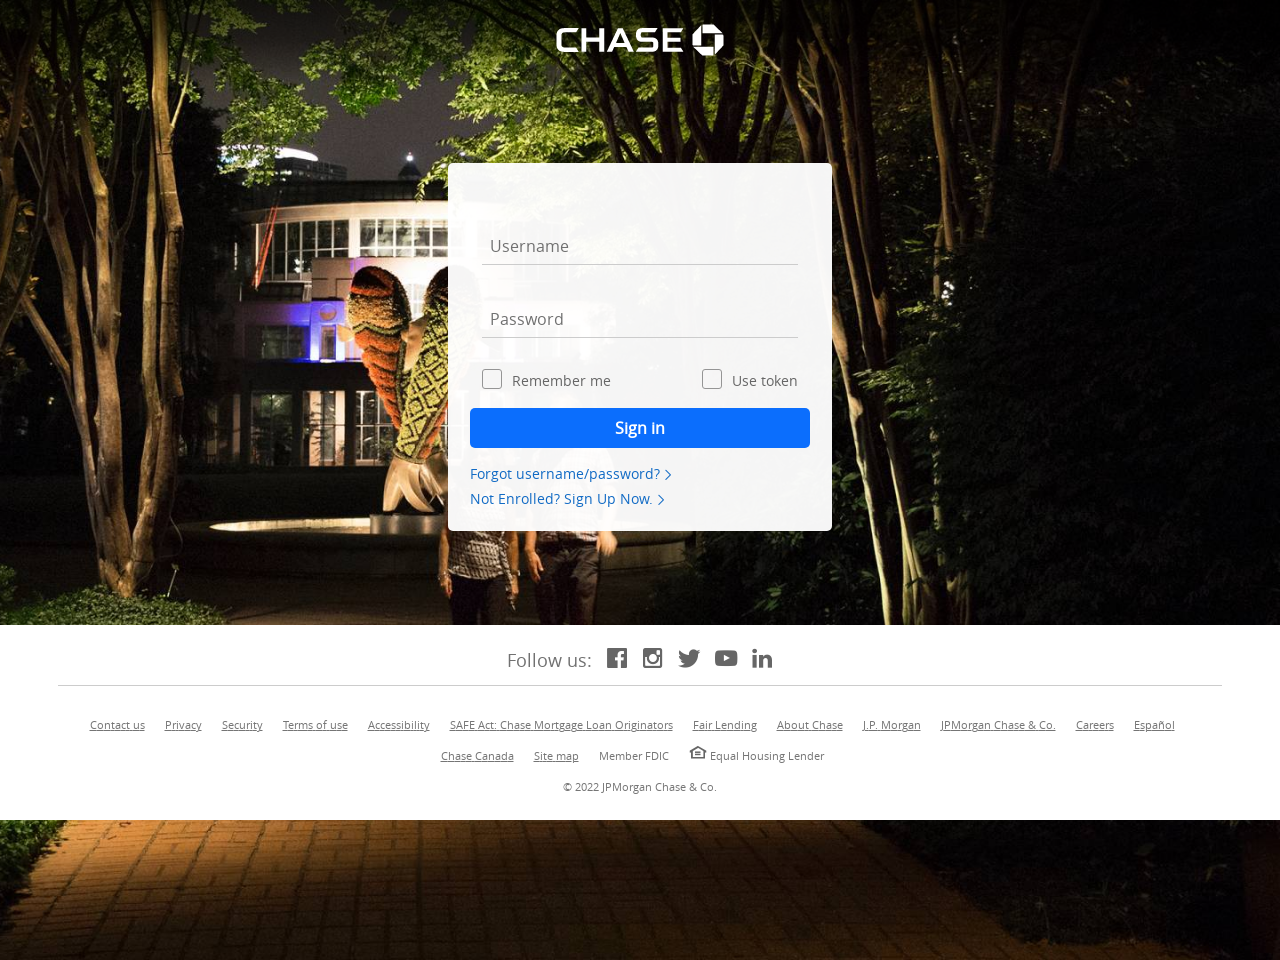 CHASE
Username
Password
Remember me Use token
Sign in
Forgot username/password?
Not Enrolled? Sign Up Now.
Follow us:
Contact us Privacy Security Terms of use Accessibility SAFE Act: Chase Mortgage Loan Originators Fair Lending About Chase J.P. Morgan JPMorgan Chase & Co. Careers Español
Chase Canada Site map Member FDIC Equal Housing Lender
© 2022 JPMorgan Chase & Co.